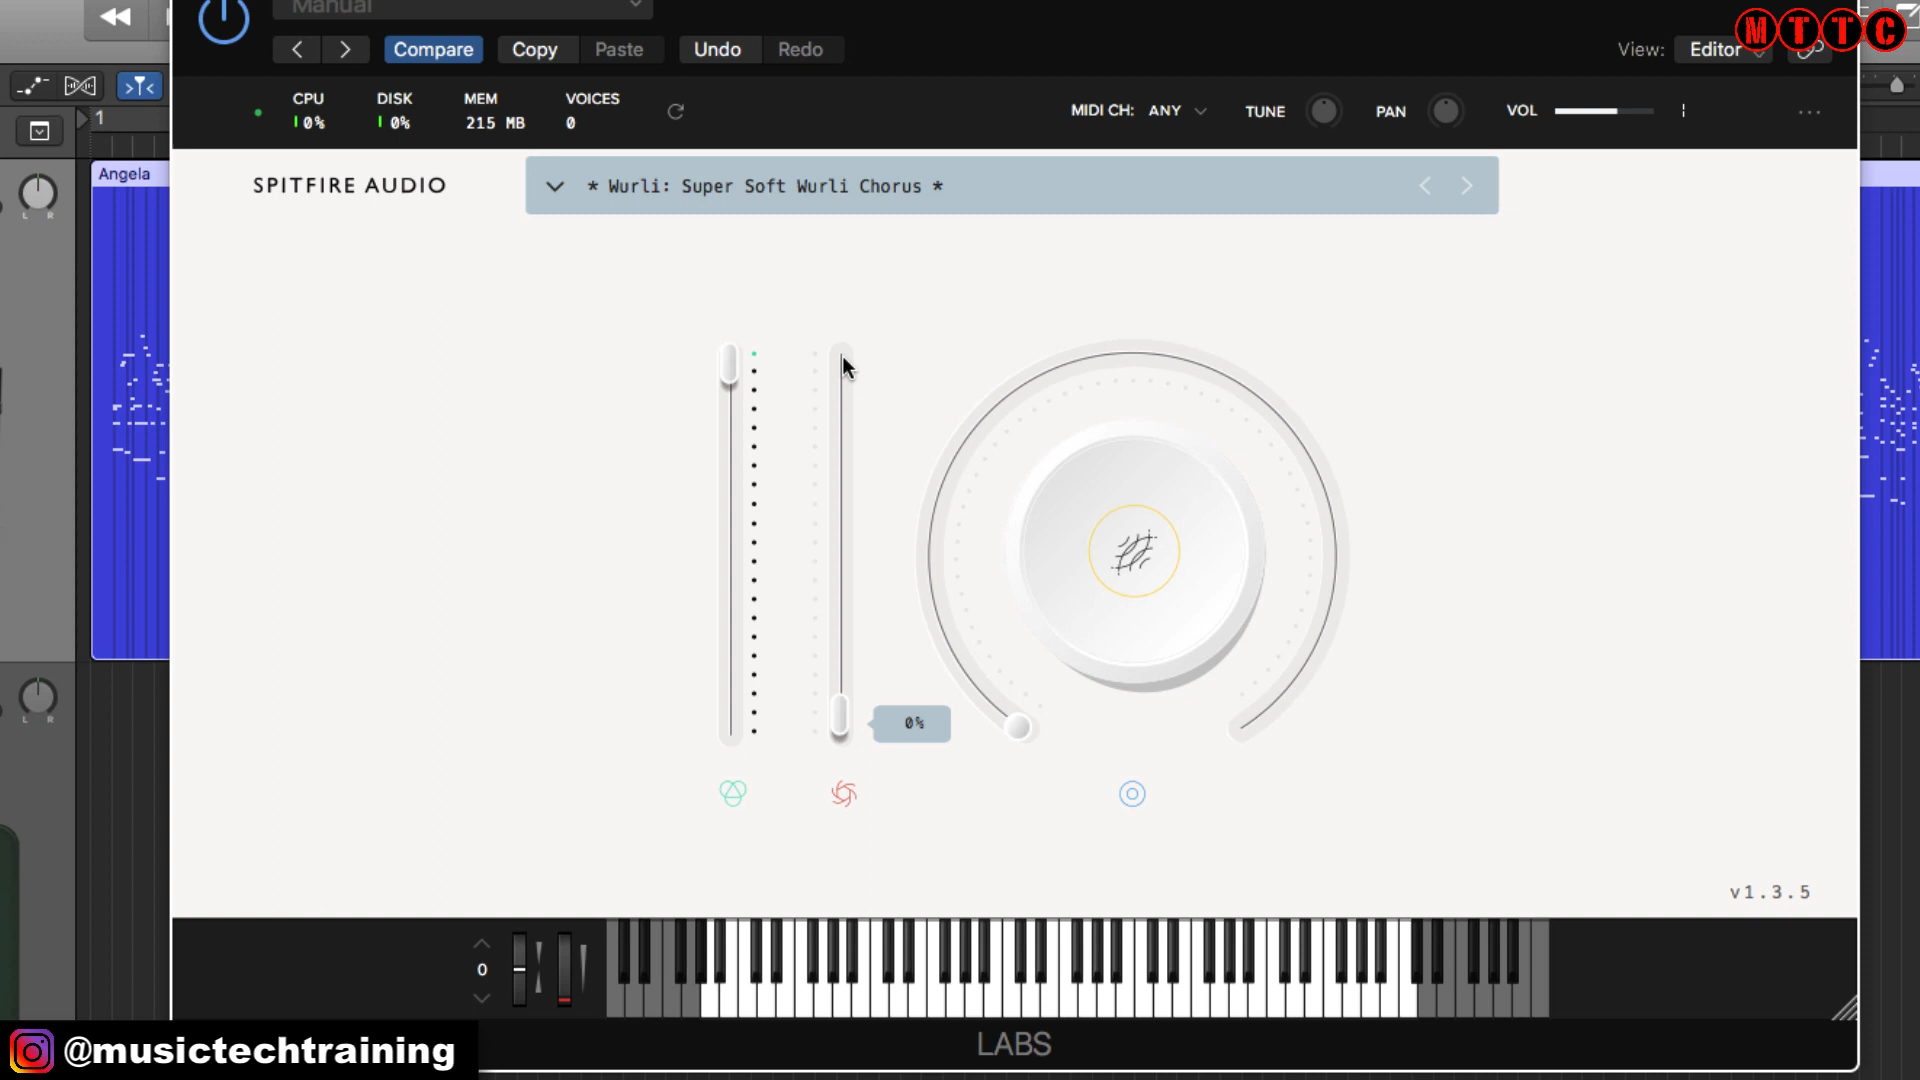 Manual
MTTC
Compare Copy Paste Undo Redo View: Editor
CPU DISK MEM VOICES
0% 0% 215 MB 0
MIDI CH: ANY TUNE PAN VOL
1
Angela
SPITFIRE AUDIO
* Wurli: Super Soft Wurli Chorus *
L R
0%
L R
v1.3.5
0
LABS
@musictechtraining